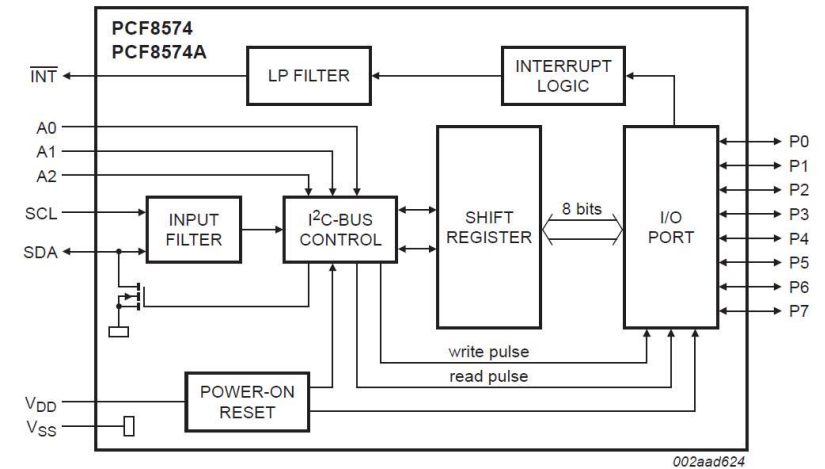 PCF8574
PCF8574A
INT
LP FILTER
INTERRUPT
LOGIC
A0
A1
A2
SCL
SDA
INPUT
FILTER
I²C-BUS
CONTROL
SHIFT
REGISTER
8 bits
I/O
PORT
P0
P1
P2
P3
P4
P5
P6
P7
write pulse
read pulse
POWER-ON
RESET
VDD
VSS
002aad624